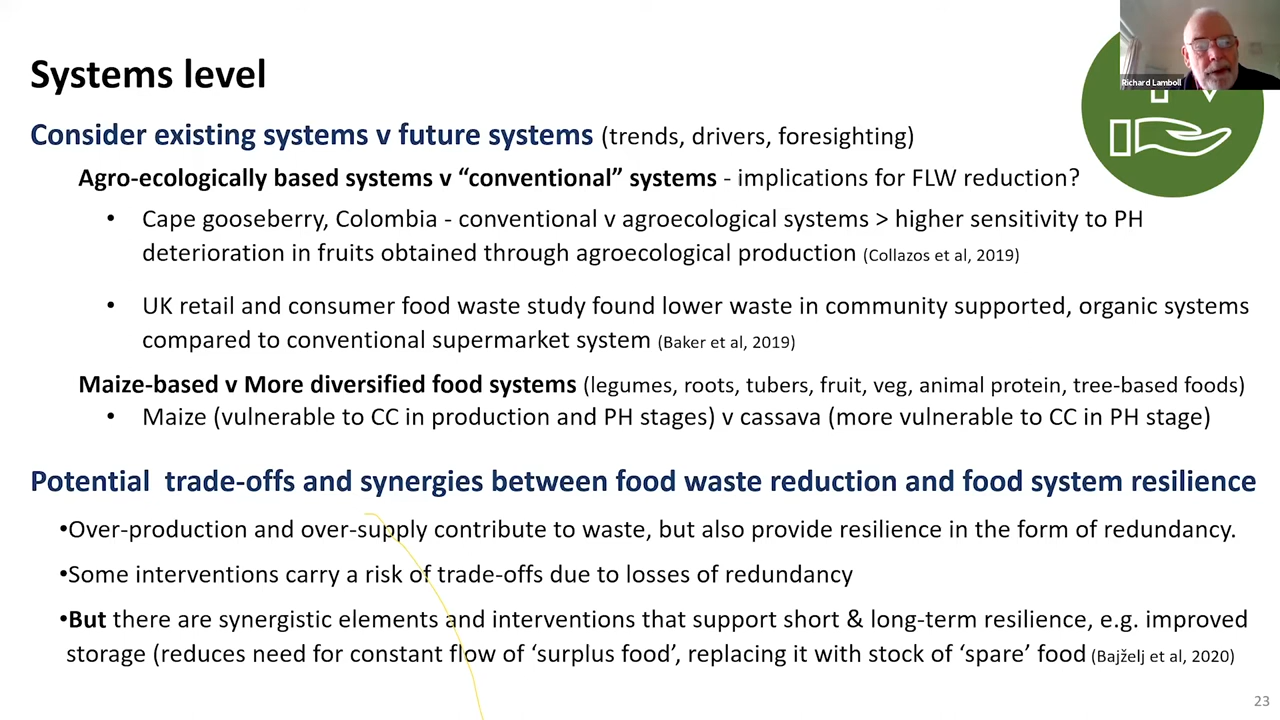 Richard Lamboll
Systems level
Consider existing systems v future systems (trends, drivers, foresighting)
Agro-ecologically based systems v “conventional” systems - implications for FLW reduction?
• Cape gooseberry, Colombia - conventional v agroecological systems > higher sensitivity to PH
deterioration in fruits obtained through agroecological production (Collazos et al, 2019)
• UK retail and consumer food waste study found lower waste in community supported, organic systems
compared to conventional supermarket system (Baker et al, 2019)
Maize-based v More diversified food systems (legumes, roots, tubers, fruit, veg, animal protein, tree-based foods)
• Maize (vulnerable to CC in production and PH stages) v cassava (more vulnerable to CC in PH stage)
Potential trade-offs and synergies between food waste reduction and food system resilience
•Over-production and over-supply contribute to waste, but also provide resilience in the form of redundancy.
•Some interventions carry a risk of trade-offs due to losses of redundancy
•But there are synergistic elements and interventions that support short & long-term resilience, e.g. improved
storage (reduces need for constant flow of ‘surplus food’, replacing it with stock of ‘spare’ food (Bajželj et al, 2020)
23